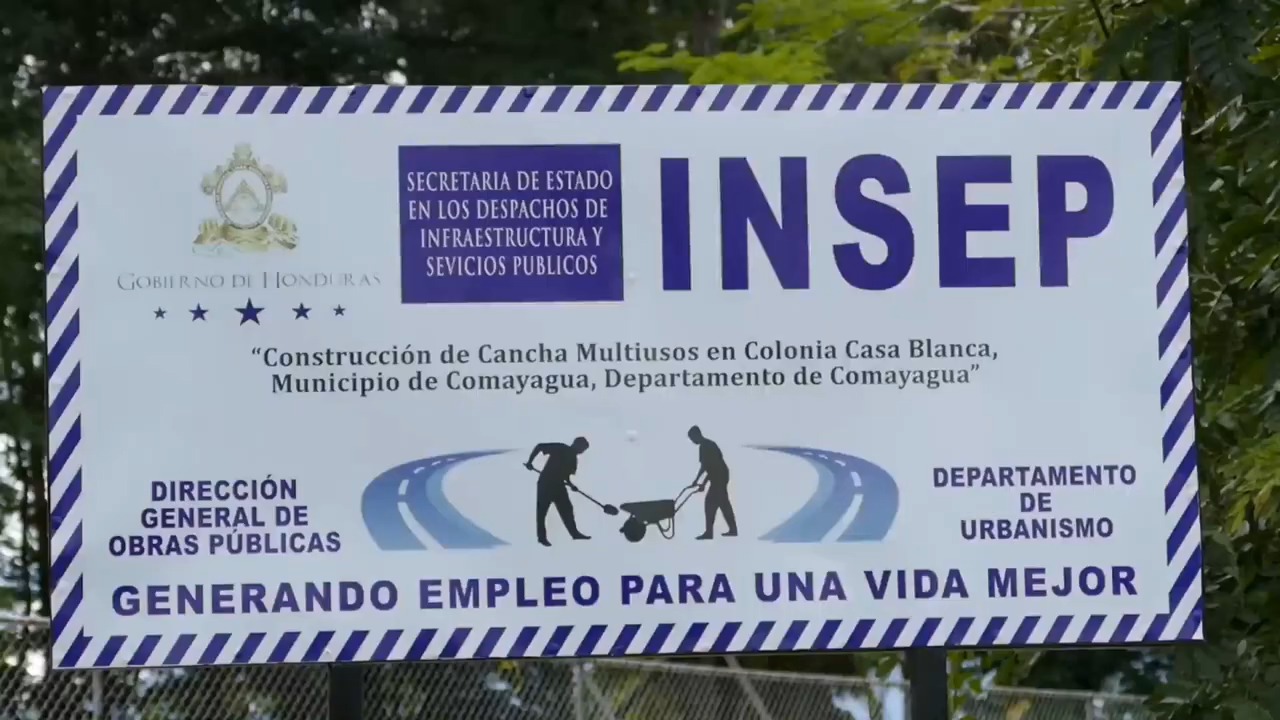 GOBIERNO DE HONDURAS
SECRETARIA DE ESTADO
EN LOS DESPACHOS DE
INFRAESTRUCTURA Y
SEVICIOS PUBLICOS
INSEP
“Construcción de Cancha Multiusos en Colonia Casa Blanca,
Municipio de Comayagua, Departamento de Comayagua”
DIRECCIÓN
GENERAL DE
OBRAS PÚBLICAS
DEPARTAMENTO
DE
URBANISMO
GENERANDO EMPLEO PARA UNA VIDA MEJOR